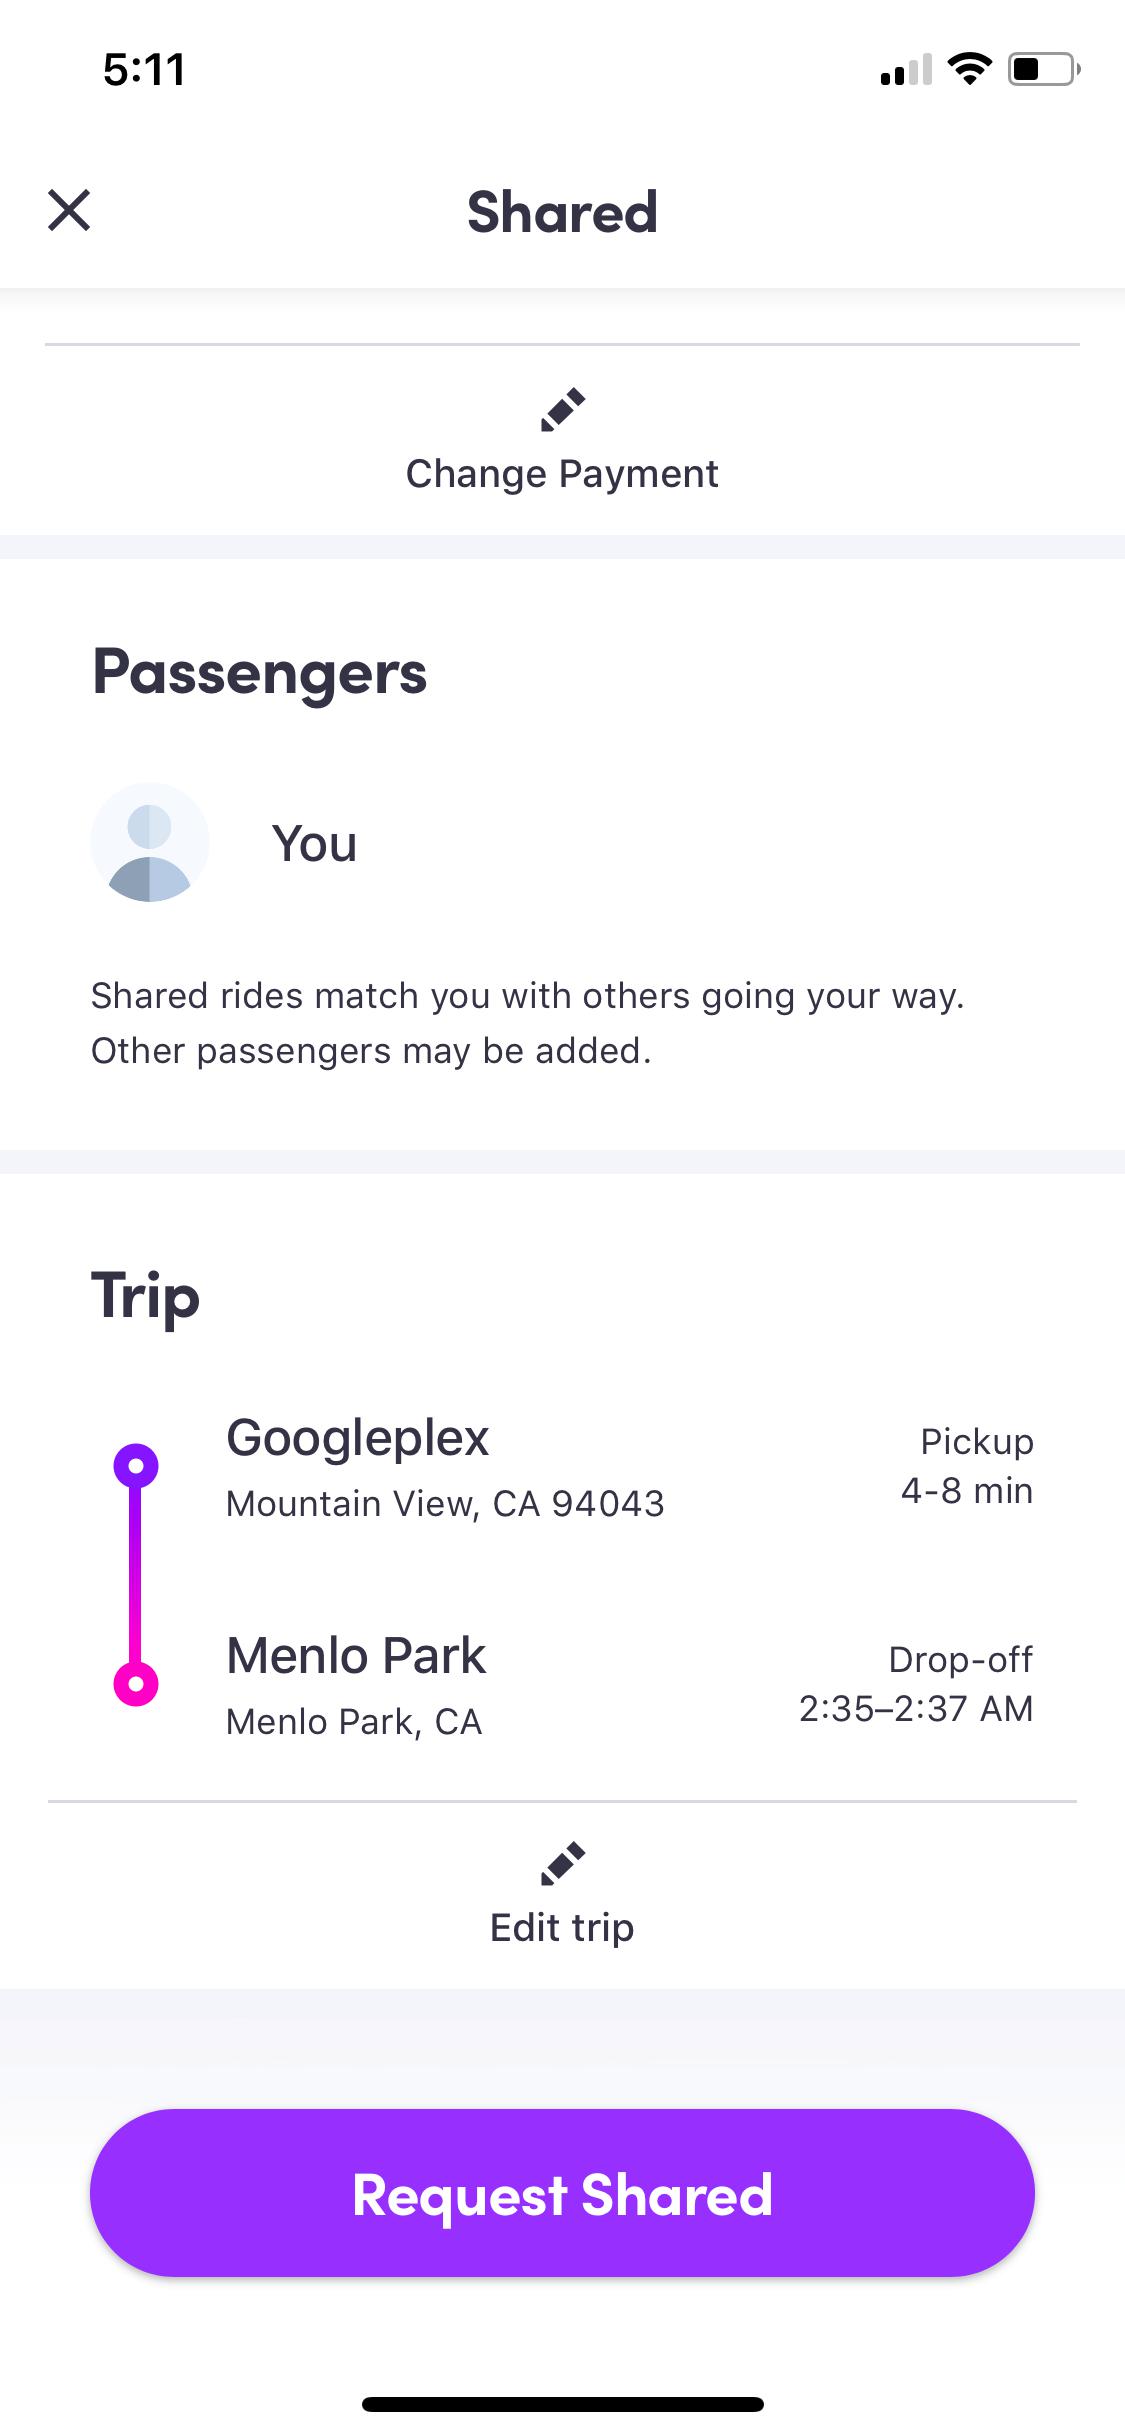 5:11
Shared
Change Payment
Passengers
You
Shared rides match you with others going your way.
Other passengers may be added.
Trip
Googleplex
Pickup
Mountain View, CA 94043
4-8 min
Menlo Park
Drop-off
Menlo Park, CA
2:35–2:37 AM
Edit trip
Request Shared